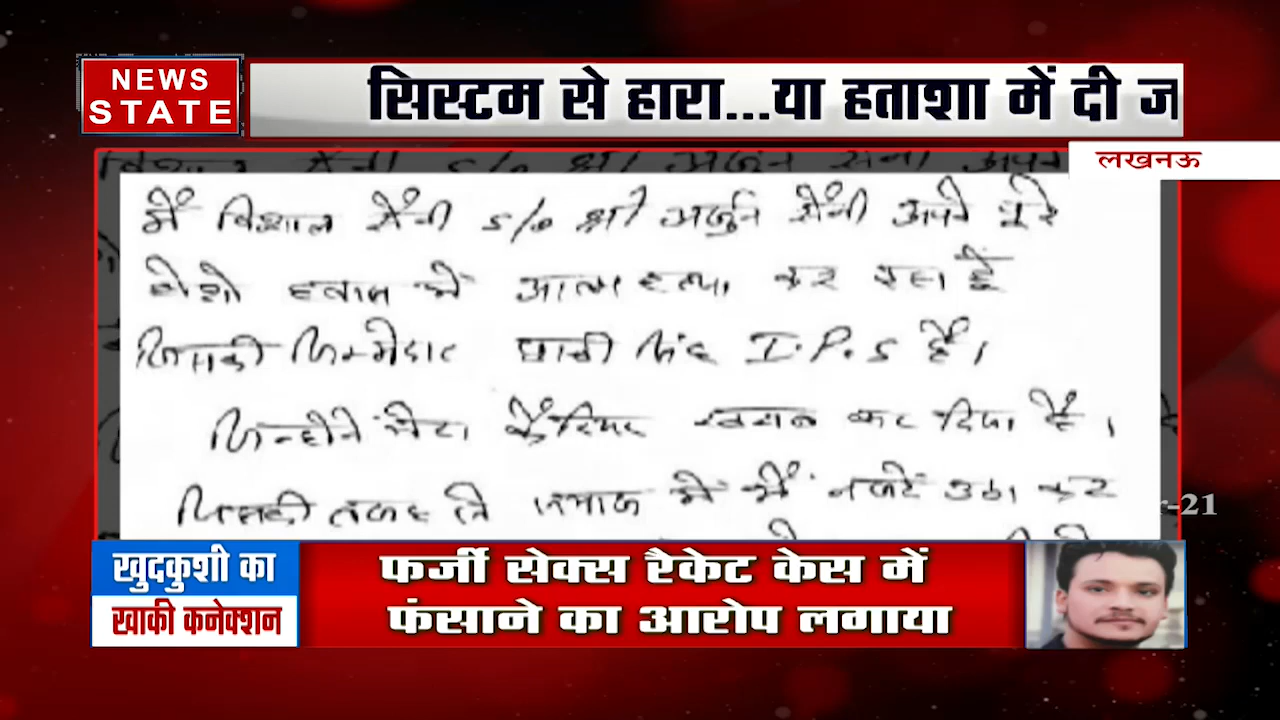 NEWS
STATE
सिस्टम से हारा...या हताशा में दी ज
लखनऊ
में विशाल सैनी S/o श्री अर्जुन सैनी अपने पूरे
होशो हवास में आत्महत्या कर रहा हूँ
जिसकी जिम्मेदार प्राची सिंह I.P.S हैं।
जिन्होंने मेरा कैरियर खराब कर दिया है।
जिसकी वजह से समाज में मैं नजरें उठा कर
r-21
खुदकुशी का
खाकी कनेक्शन
फर्जी सेक्स रैकेट केस में
फंसाने का आरोप लगाया